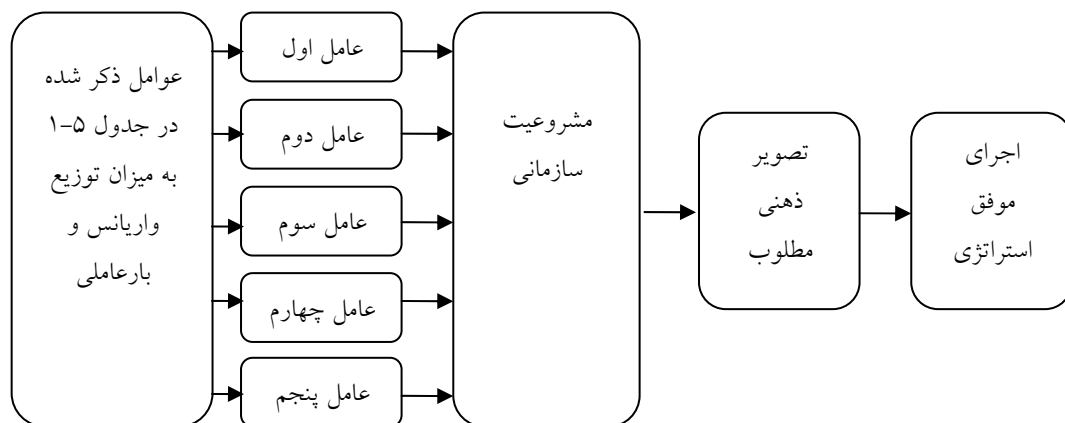 عوامل ذکر شده
در جدول ۵-۱
به میزان توزیع
واریانس و
بارعاملی
عامل اول
عامل دوم
عامل سوم
عامل چهارم
عامل پنجم
مشروعیت
سازمانی
تصویر
ذهنی
مطلوب
اجرای
موفق
استراتژی